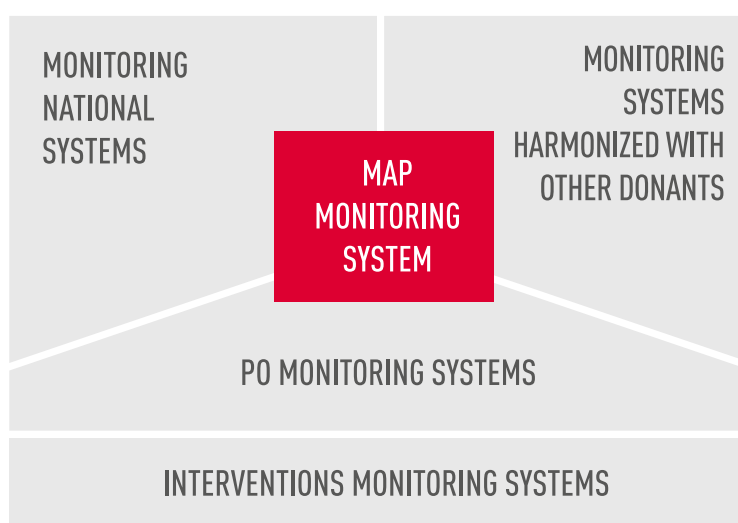 MONITORING
NATIONAL
SYSTEMS
MONITORING
SYSTEMS
HARMONIZED WITH
OTHER DONANTS
MAP
MONITORING
SYSTEM
PO MONITORING SYSTEMS
INTERVENTIONS MONITORING SYSTEMS